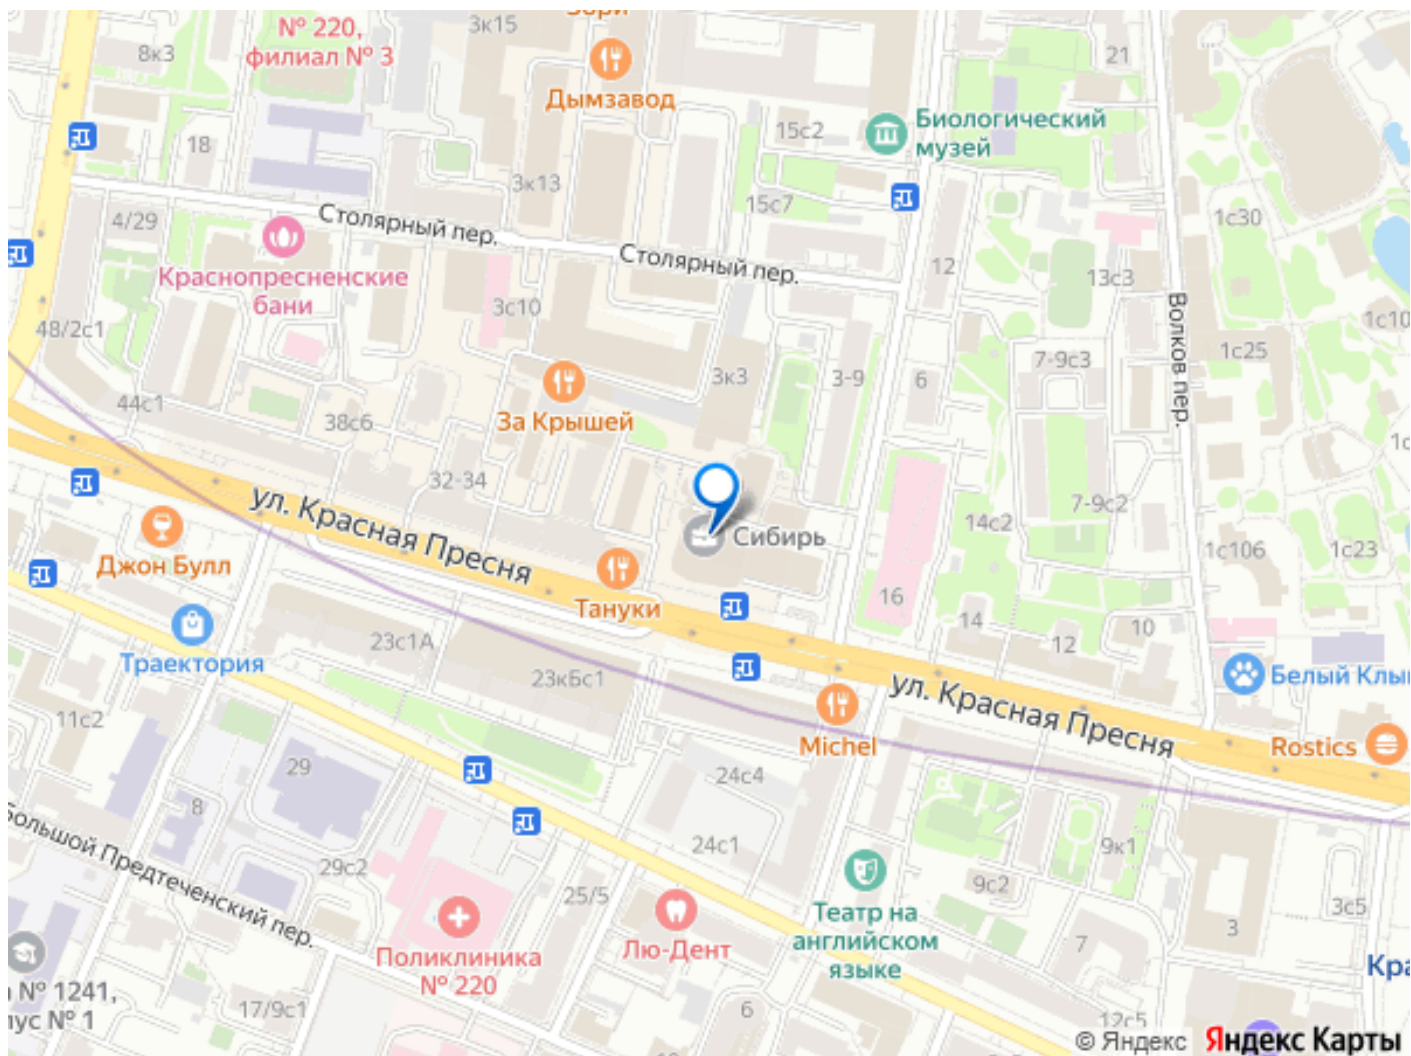 № 220,
филиал № 3
3к15
8к3
21
Дымзавод
15с2
Биологический
музей
18
3к13
15с7
1с30
4/29
Столярный пер.
Столярный пер.
12
13с3
Краснопресненские
бани
3с10
Волков пер.
1с10
48/2с1
7-9с3
1с25
3к3
3-9
6
44с1
38с6
За Крышей
32-34
7-9с2
ул. Красная Пресня
14с2
Сибирь
1с106
1с23
Джон Булл
Тануки
16
14
12
10
23с1А
Траектория
23кБс1
Белый Клы
ул. Красная Пресня
11с2
Michel
Rostics
29
24с4
8
24с1
9к1
Большой Предтеченский пер.
29с2
25/5
9с2
3с5
Театр на
английском
языке
3
Лю-Дент
7
Поликлиника
№ 220
Кра
№ 1241,
пус № 1
17/9с1
6
12с5
© Яндекс Яндекс Карты